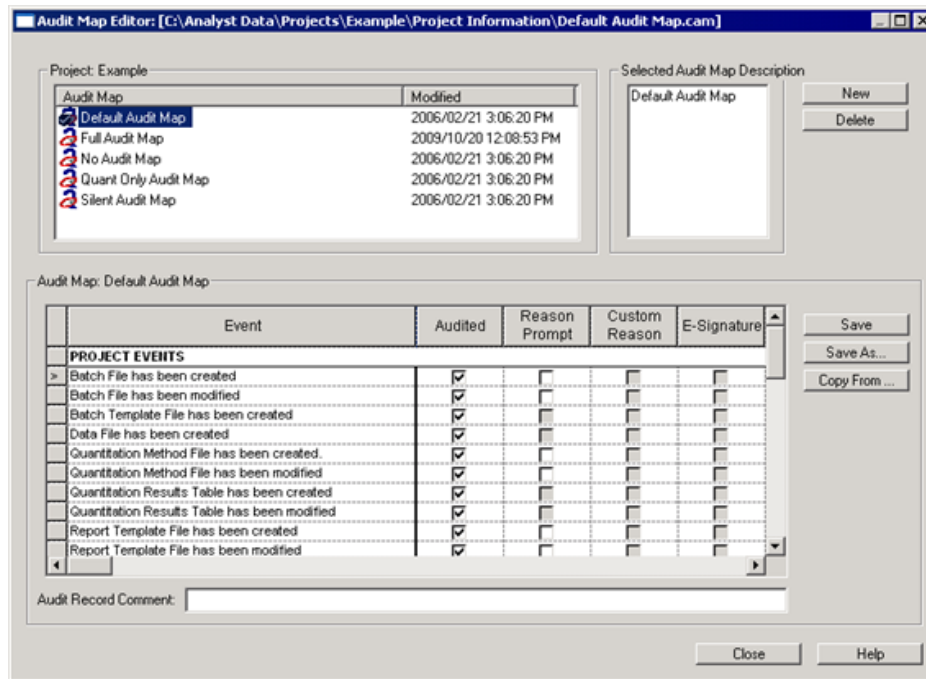 Audit Map Editor: [C:\Analyst Data\Projects\Example\Project Information\Default Audit Map.cam]
Project: Example
Audit Map Modified
Default Audit Map 2006/02/21 3:06:20 PM
Full Audit Map 2009/10/20 12:08:53 PM
No Audit Map 2006/02/21 3:06:20 PM
Quant Only Audit Map 2006/02/21 3:06:20 PM
Silent Audit Map 2006/02/21 3:06:20 PM
Selected Audit Map Description
Default Audit Map
New
Delete
Audit Map: Default Audit Map
Event Audited Reason Prompt Custom Reason E-Signature
PROJECT EVENTS
Batch File has been created
Batch File has been modified
Batch Template File has been created
Data File has been created
Quantitation Method File has been created.
Quantitation Method File has been modified
Quantitation Results Table has been created
Quantitation Results Table has been modified
Report Template File has been created
Report Template File has been modified
Save
Save As...
Copy From ...
Audit Record Comment:
Close
Help